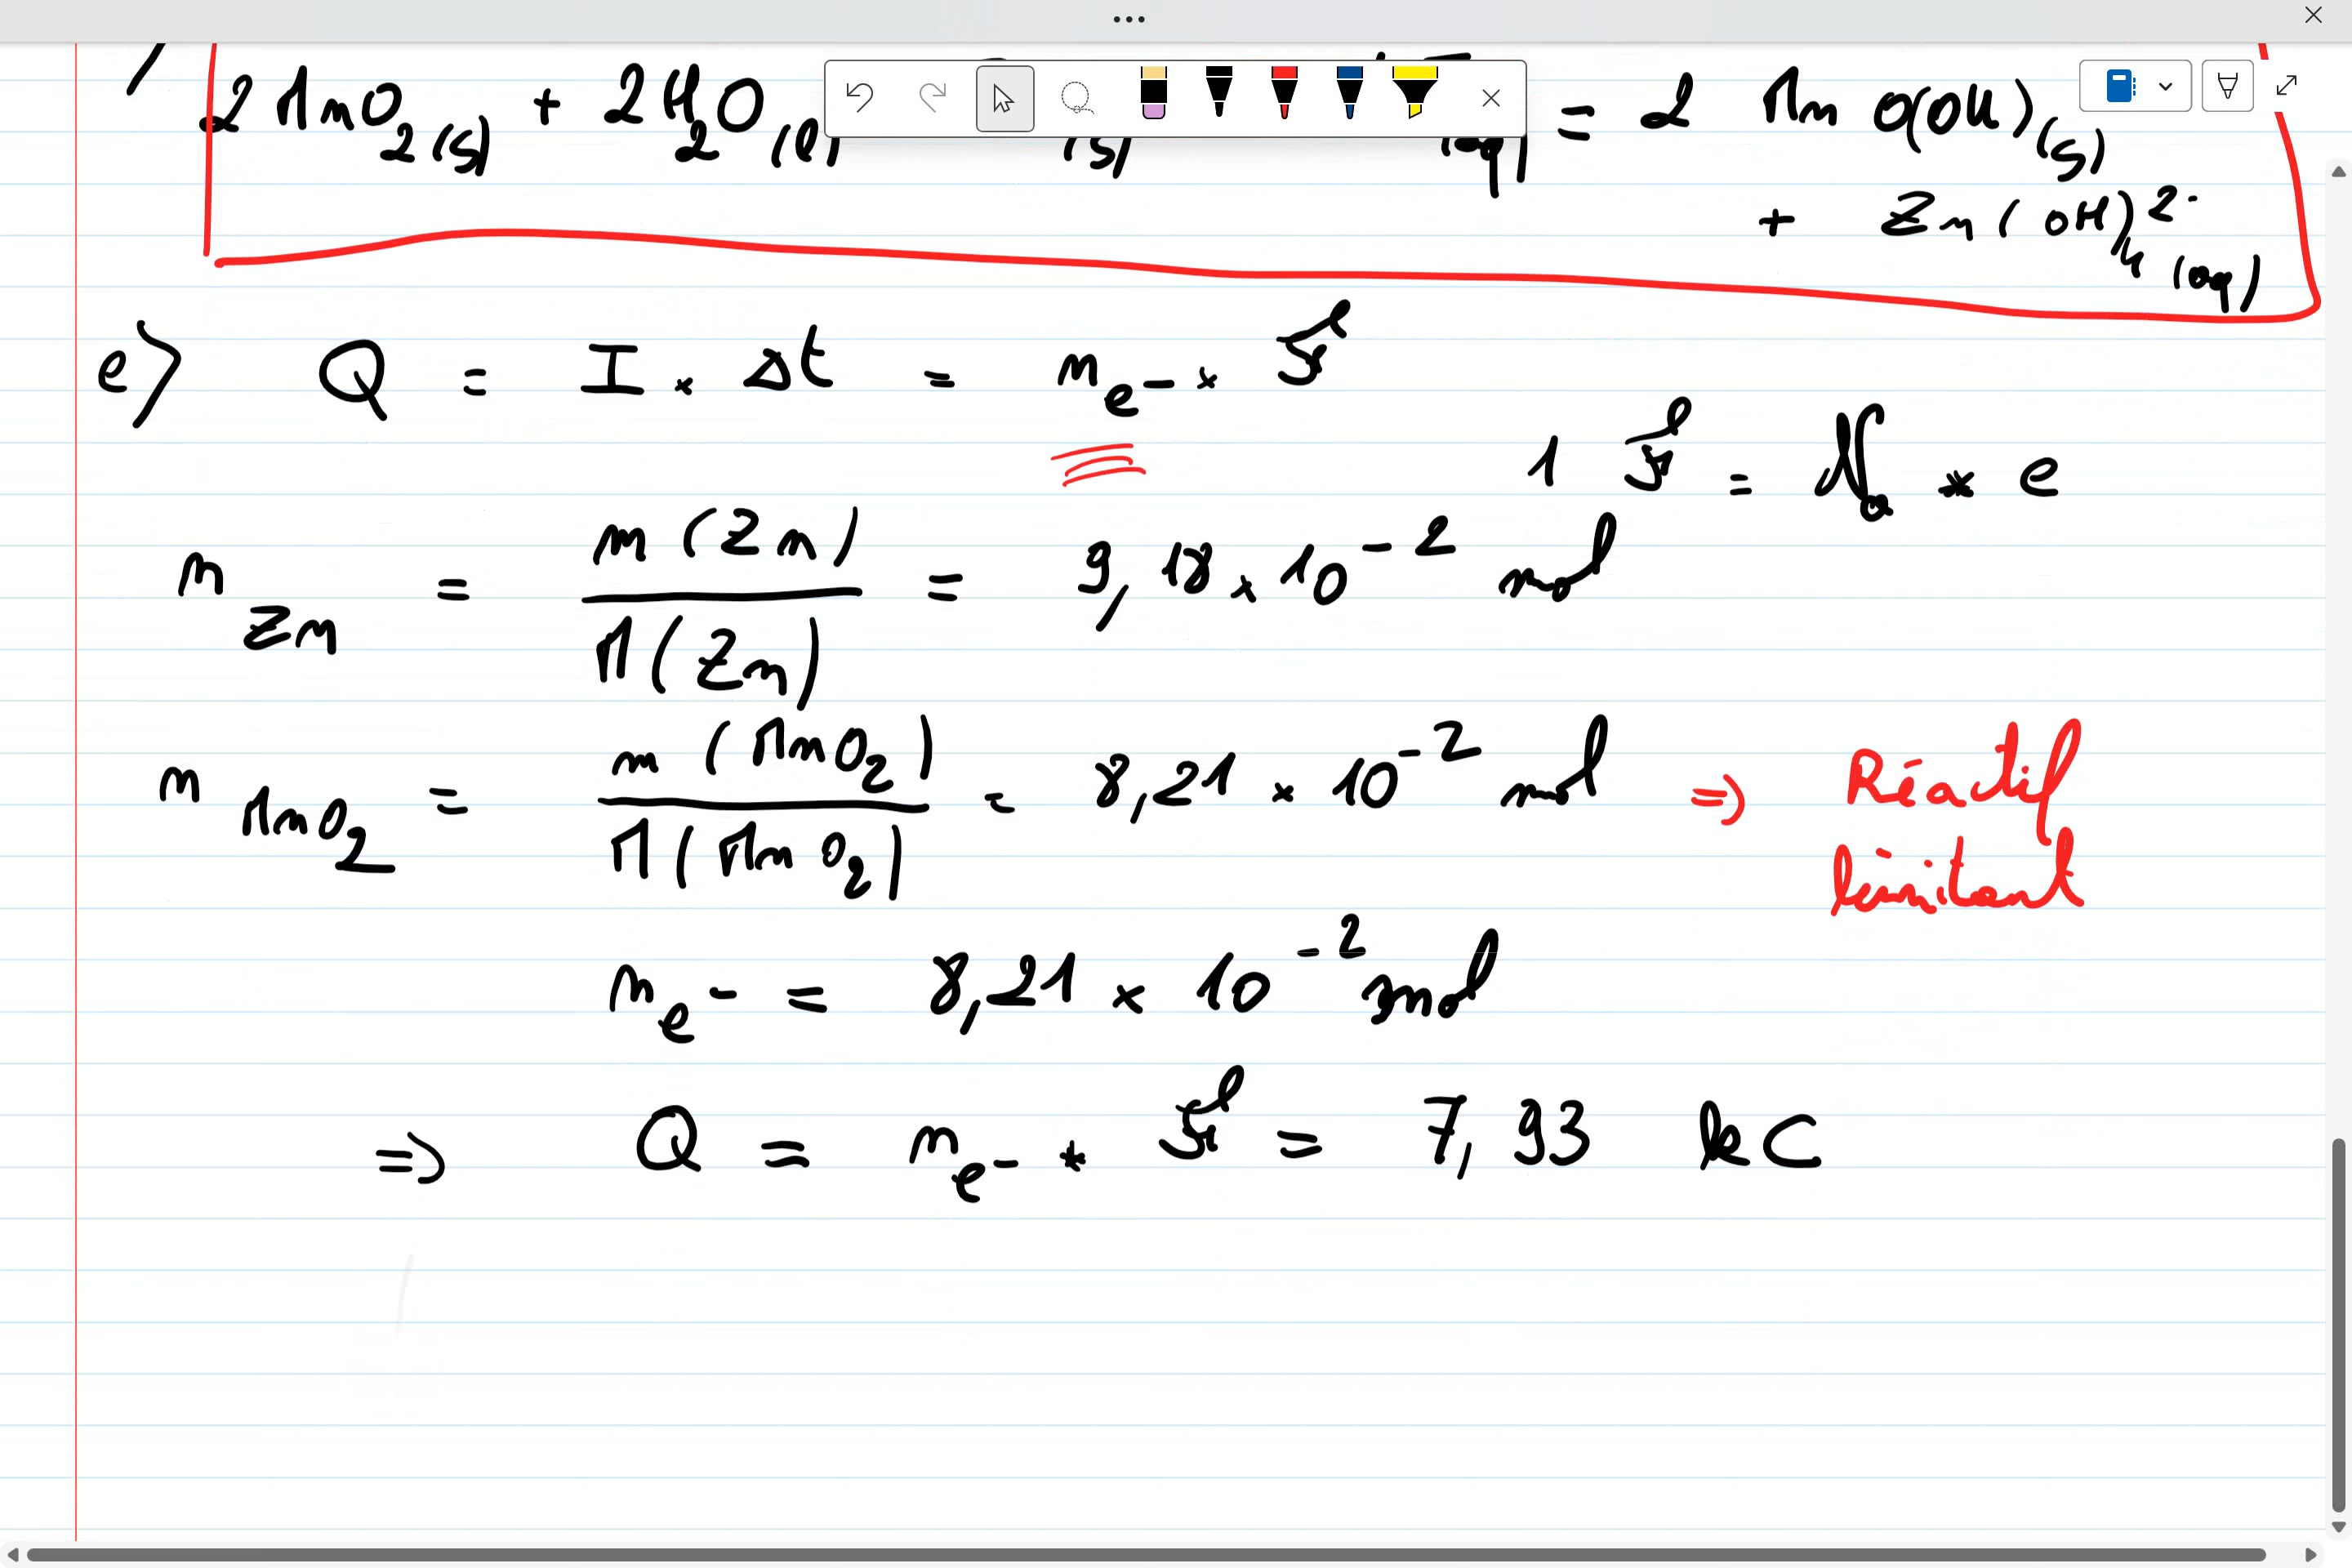 2 MnO2(s) + 2H2O(l) (s) (aq) = 2 MnO(OH)(s)
+ Zn(OH)4 2- (aq)
e) Q = I × Δt = ne- × F
1 F = Na * e
nZn = m(Zn) / M(Zn) = 9,18 × 10^-2 mol
nMnO2 = m(MnO2) / M(MnO2) = 8,21 × 10^-2 mol => Réactif
limitant
ne- = 8,21 × 10^-2 mol
=> Q = ne- * F = 7,93 kC